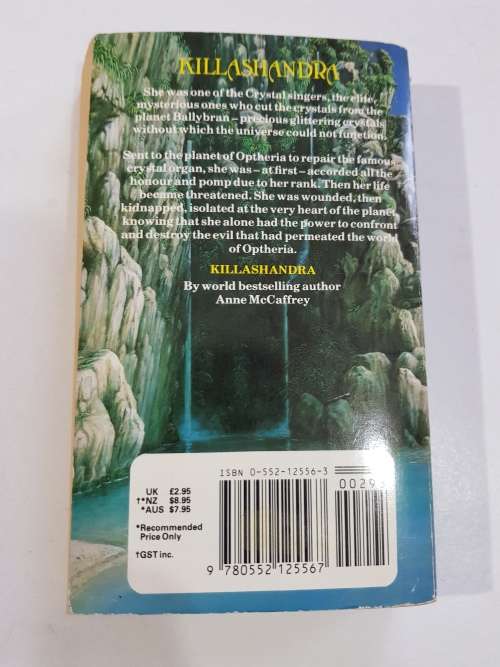 KILLASHANDRA
She was one of the Crystal singers, the elite,
mysterious ones who cut the crystals from the
planet Ballybran – precious glittering crystals
without which the universe could not function.
Sent to the planet of Optheria to repair the famous
crystal organ, she was – at first – accorded all the
honour and pomp due to her rank. Then her life
became threatened. She was wounded, then
kidnapped, isolated at the very heart of the planet,
knowing that she alone had the power to confront
and destroy the evil that had permeated the world
of Optheria.
KILLASHANDRA
By world bestselling author
Anne McCaffrey
ISBN 0-552-12556-3
UK £2.95
†*NZ $8.95
*AUS $7.95
*Recommended
Price Only
†GST inc.
9 780552 125567